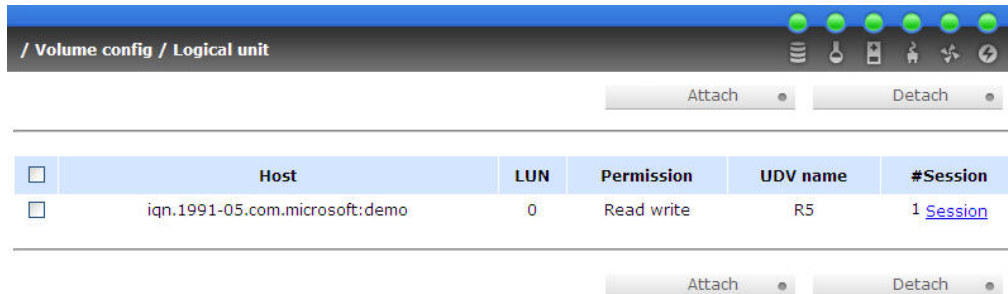 / Volume config / Logical unit
Attach Detach
Host LUN Permission UDV name #Session
iqn.1991-05.com.microsoft:demo 0 Read write R5 1 Session
Attach Detach